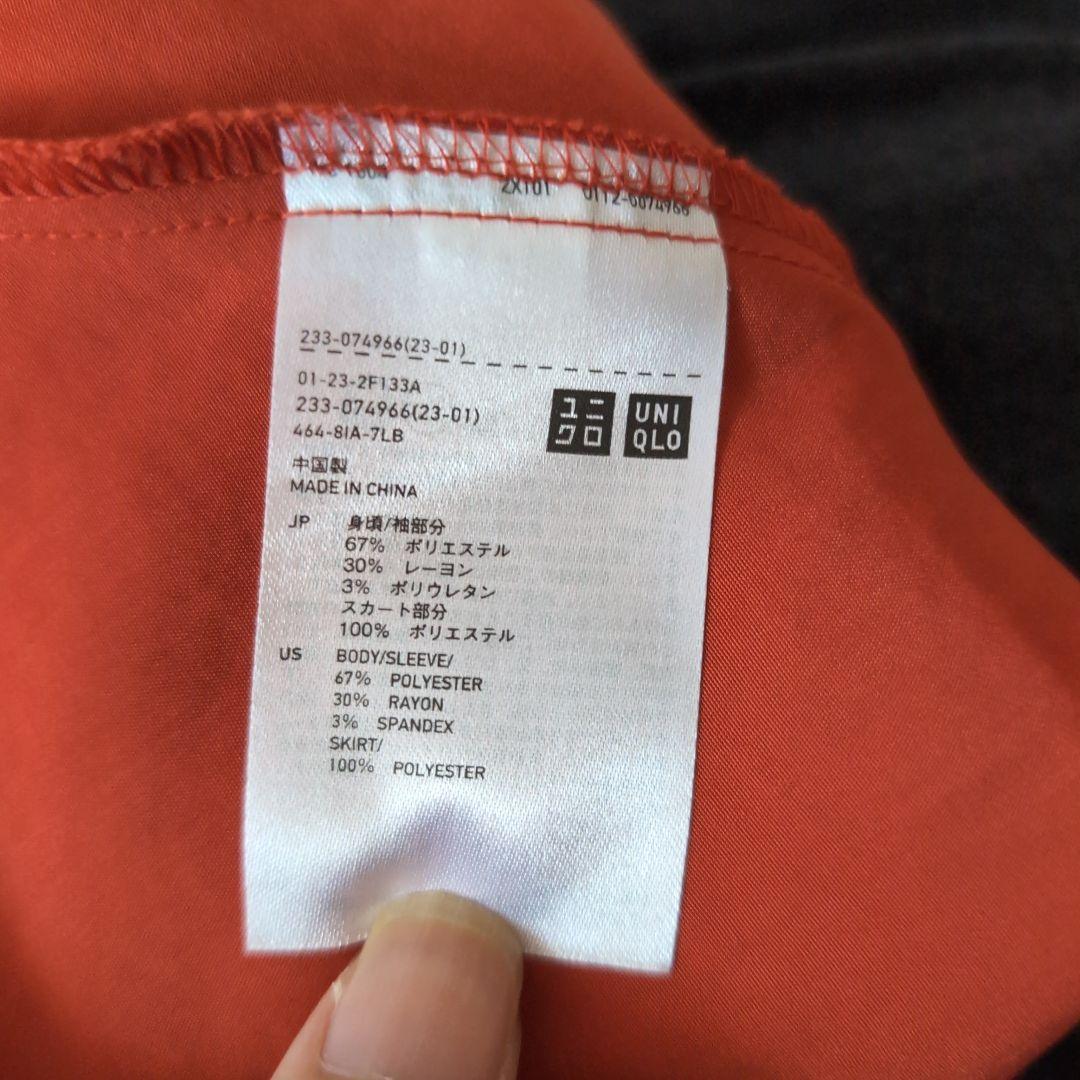 2X101 0112-0074966
233-074966(23-01)
01-23-2F133A
233-074966(23-01)
464-8IA-7LB
ユニ
クロ
UNI
QLO
中国製
MADE IN CHINA
JP 身頃/袖部分
67% ポリエステル
30% レーヨン
3% ポリウレタン
スカート部分
100% ポリエステル
US BODY/SLEEVE/
67% POLYESTER
30% RAYON
3% SPANDEX
SKIRT/
100% POLYESTER